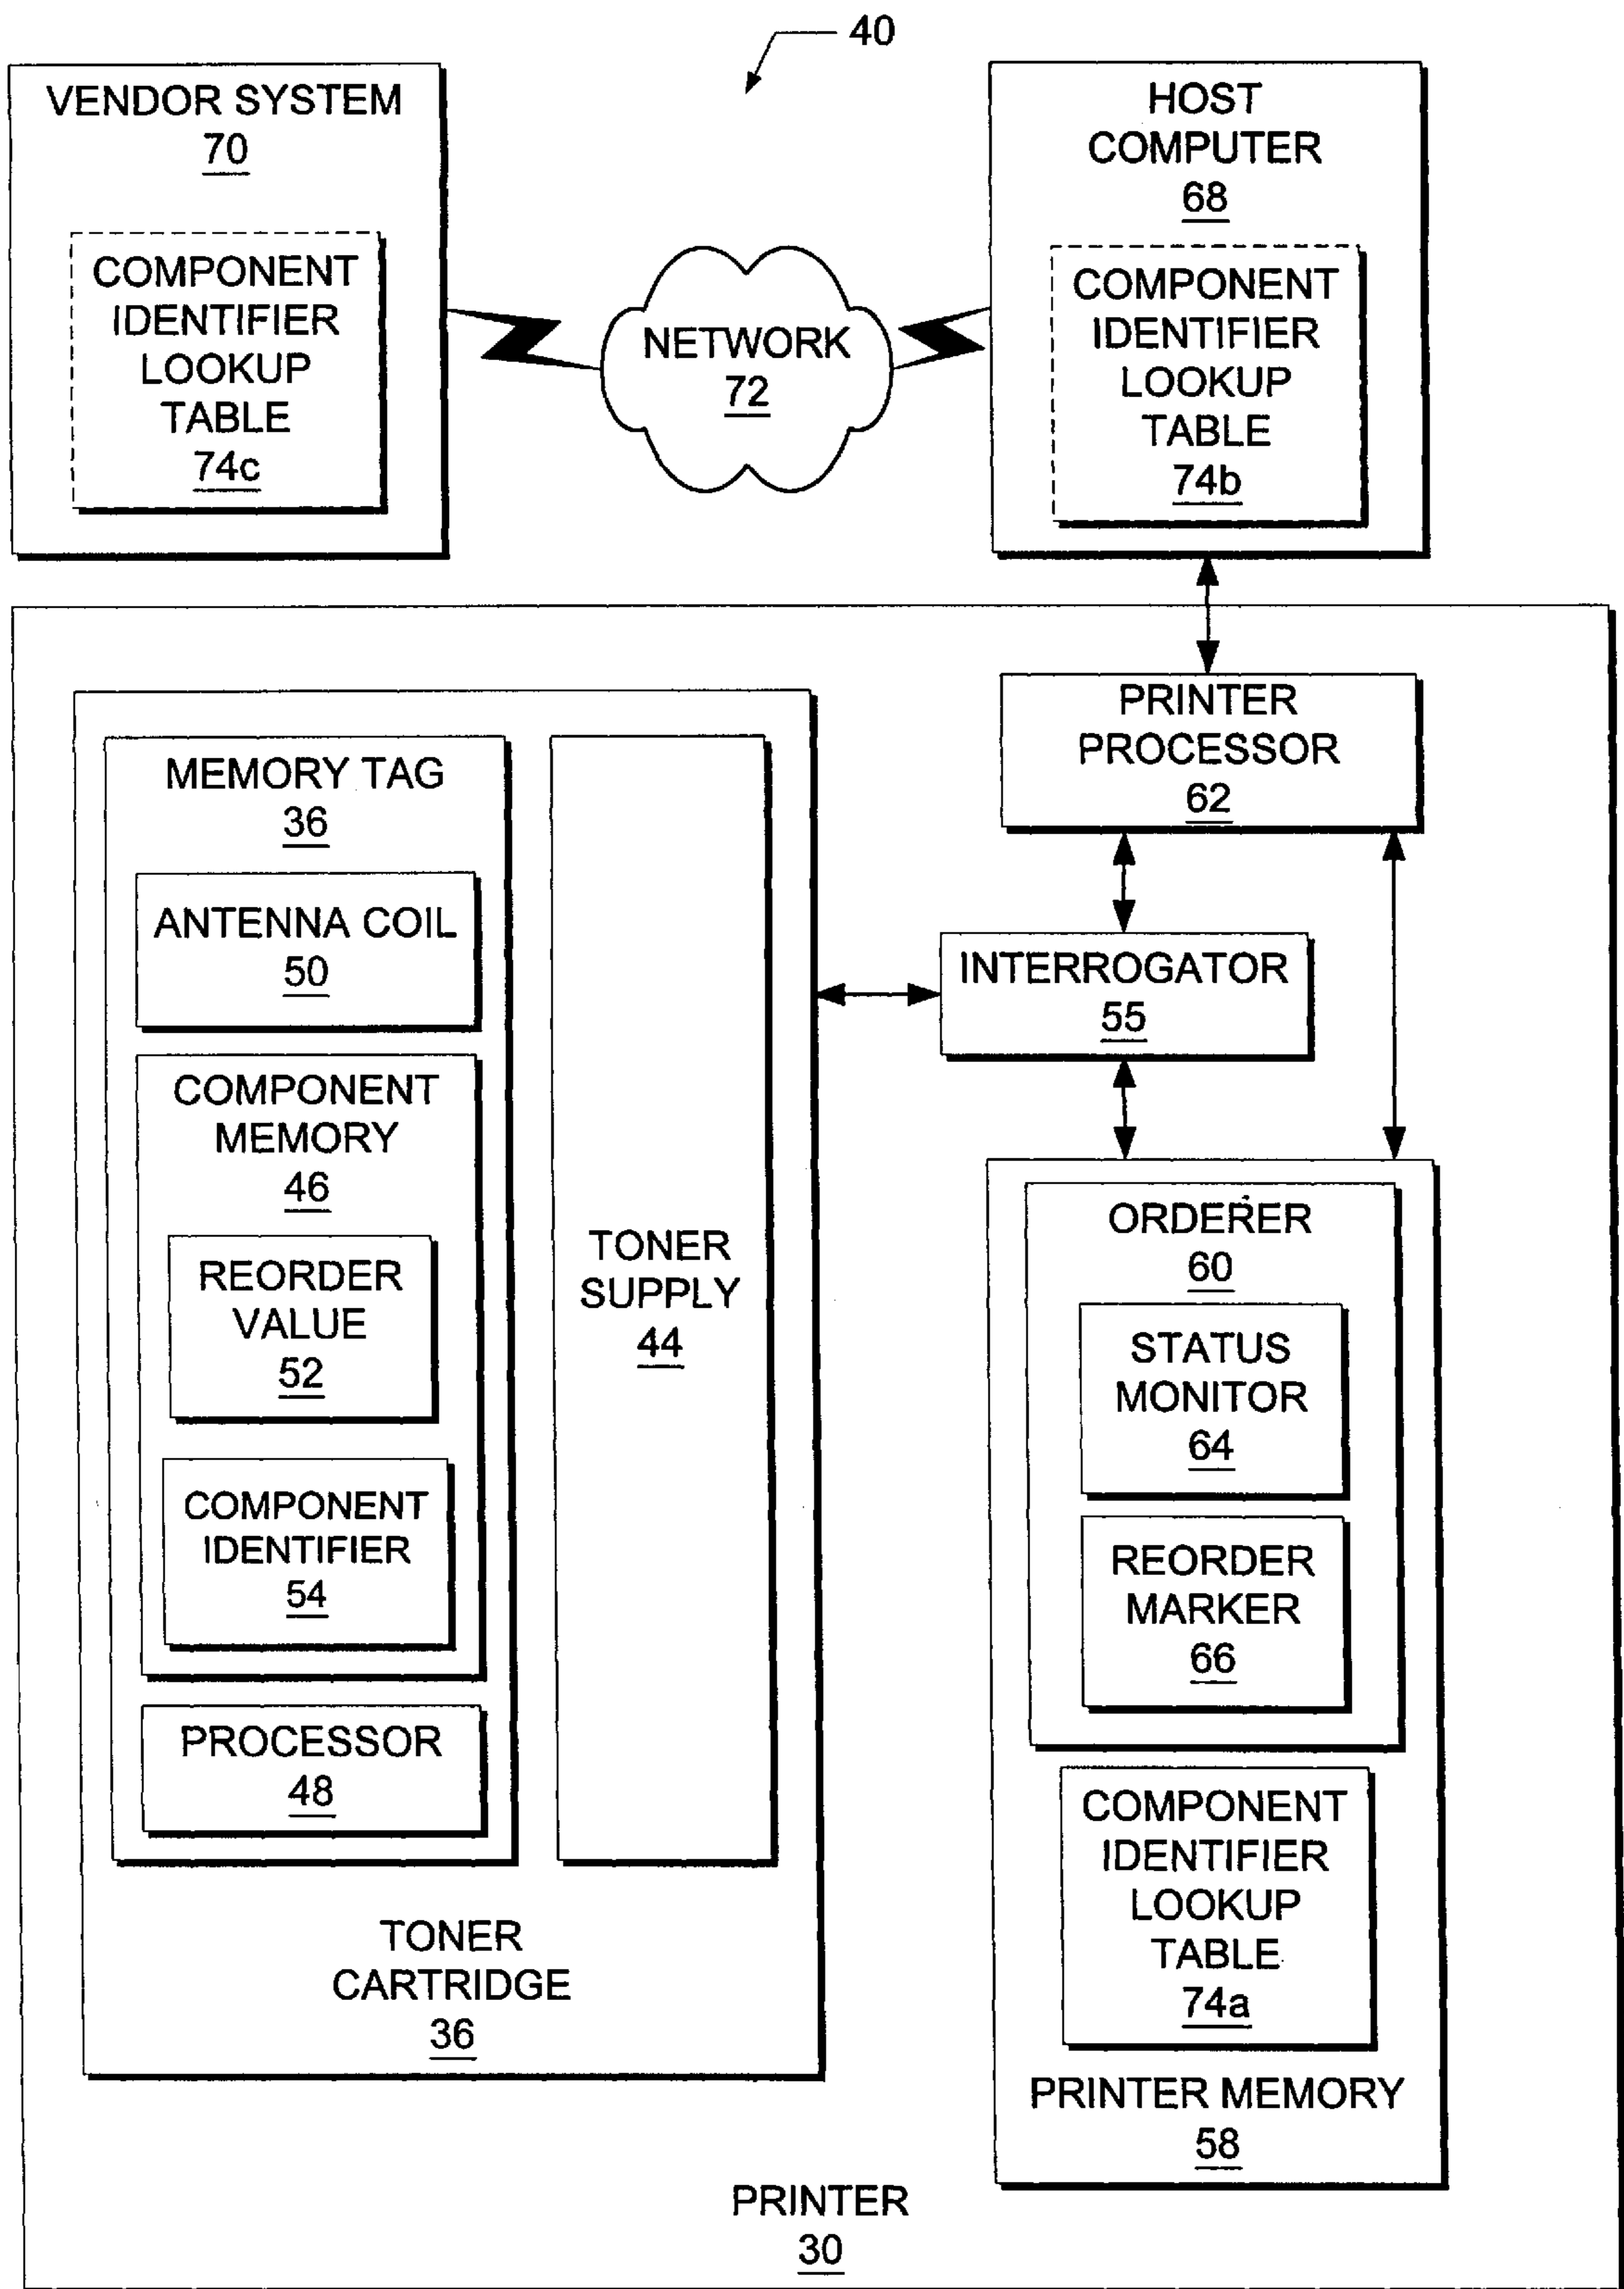 40
VENDOR SYSTEM
70
COMPONENT
IDENTIFIER
LOOKUP
TABLE
74c
NETWORK
72
HOST
COMPUTER
68
COMPONENT
IDENTIFIER
LOOKUP
TABLE
74b
PRINTER
PROCESSOR
62
MEMORY TAG
36
ANTENNA COIL
50
COMPONENT
MEMORY
46
REORDER
VALUE
52
COMPONENT
IDENTIFIER
54
PROCESSOR
48
TONER
SUPPLY
44
TONER
CARTRIDGE
36
INTERROGATOR
55
ORDERER
60
STATUS
MONITOR
64
REORDER
MARKER
66
COMPONENT
IDENTIFIER
LOOKUP
TABLE
74a
PRINTER MEMORY
58
PRINTER
30